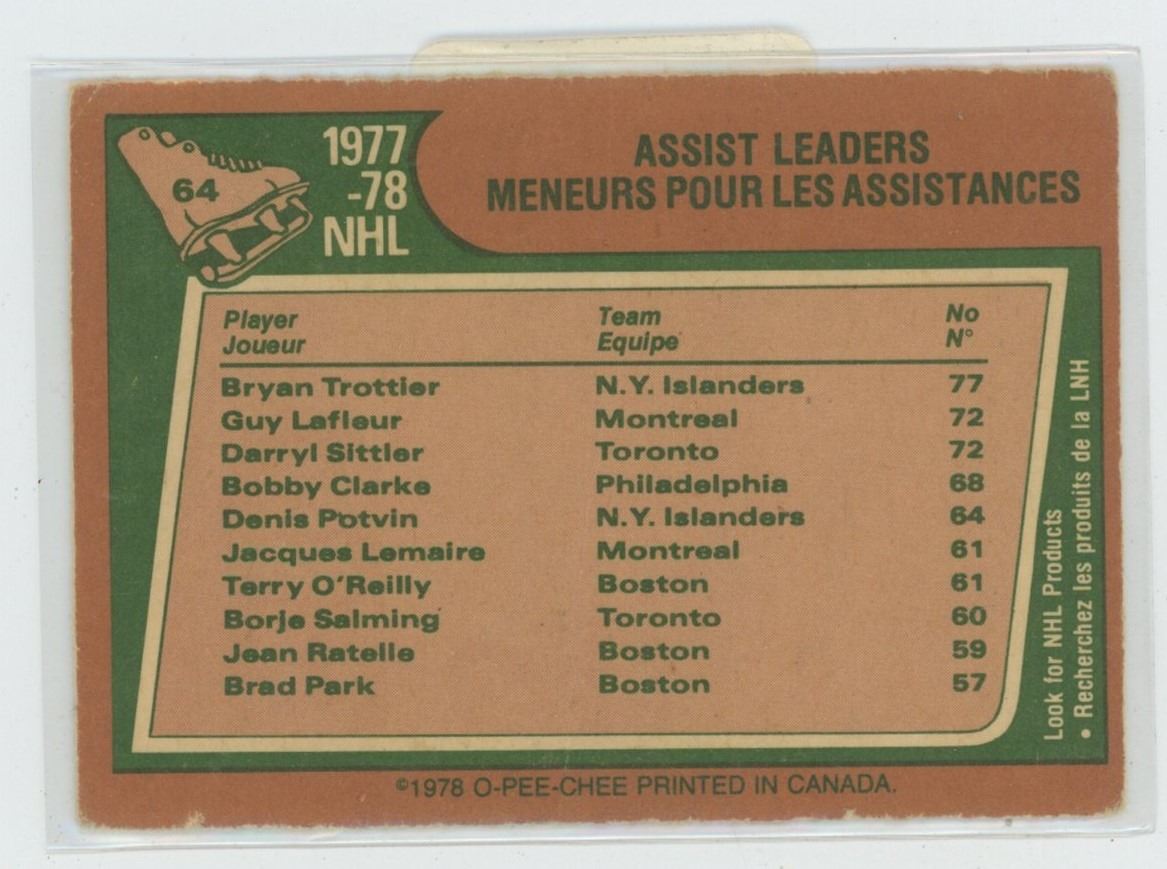 64
1977
-78
NHL
ASSIST LEADERS
MENEURS POUR LES ASSISTANCES
Player Team No
Joueur Equipe N°
Bryan Trottier N.Y. Islanders 77
Guy Lafleur Montreal 72
Darryl Sittler Toronto 72
Bobby Clarke Philadelphia 68
Denis Potvin N.Y. Islanders 64
Jacques Lemaire Montreal 61
Terry O'Reilly Boston 61
Borje Salming Toronto 60
Jean Ratelle Boston 59
Brad Park Boston 57
Look for NHL Products
• Recherchez les produits de la LNH
©1978 O-PEE-CHEE PRINTED IN CANADA.